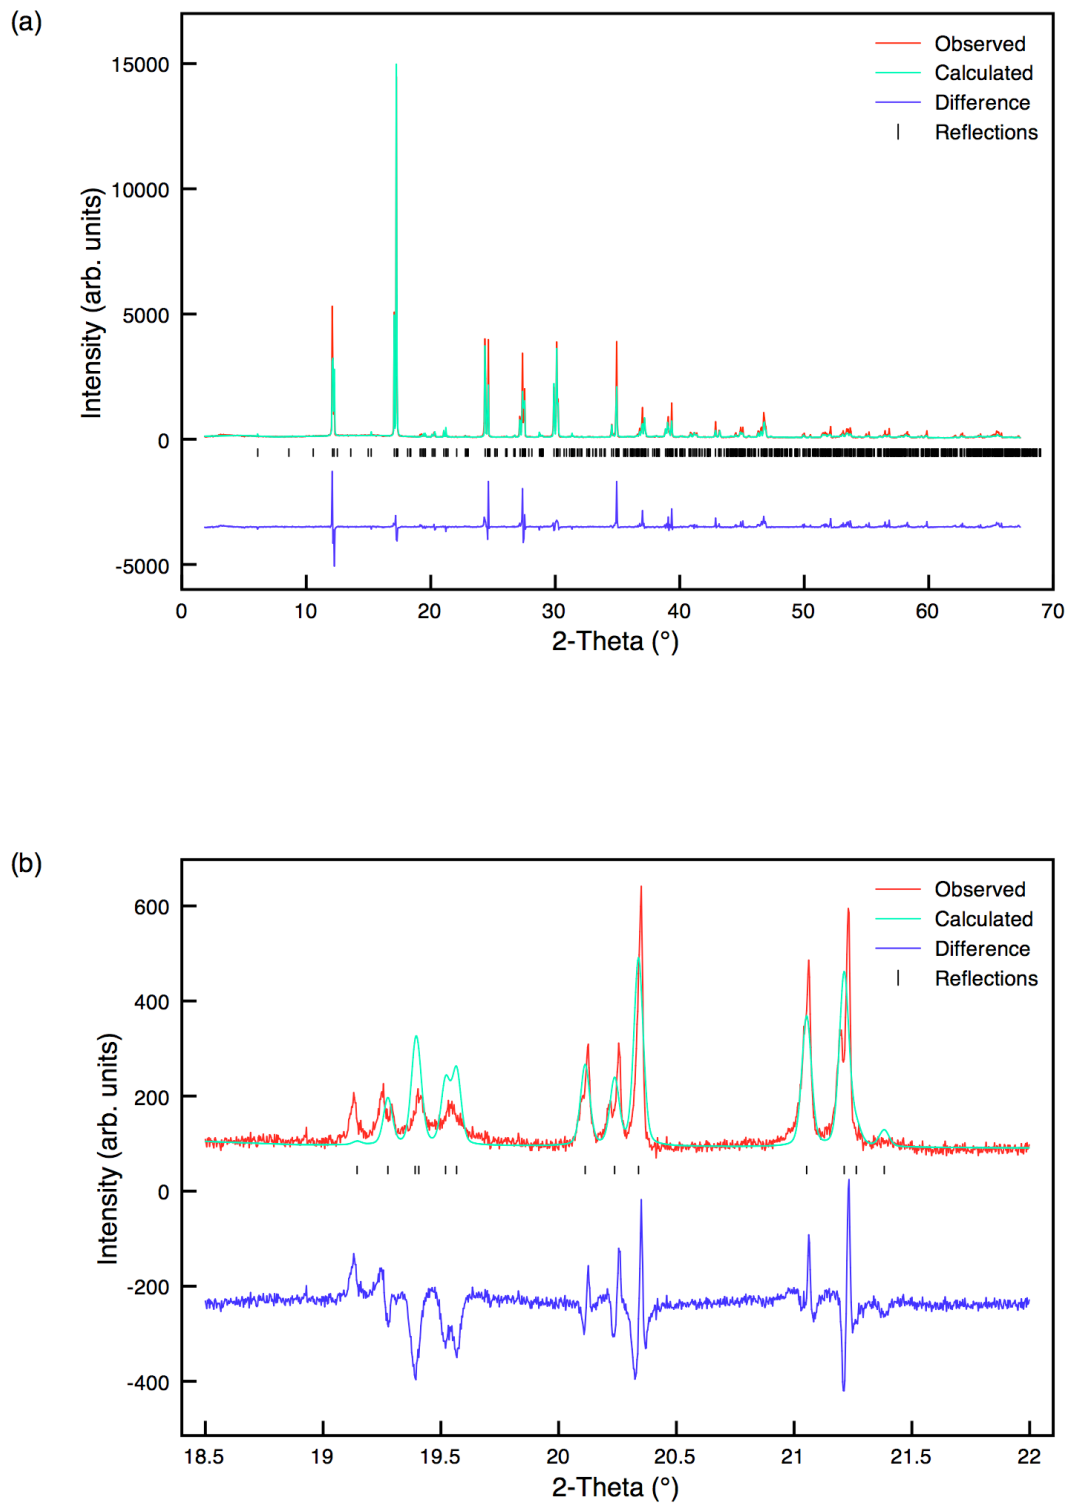 (a)
Observed
Calculated
Difference
Reflections
15000
10000
5000
0
-5000
Intensity (arb. units)
0 10 20 30 40 50 60 70
2-Theta (°)
(b)
Observed
Calculated
Difference
Reflections
600
400
200
0
-200
-400
Intensity (arb. units)
18.5 19 19.5 20 20.5 21 21.5 22
2-Theta (°)